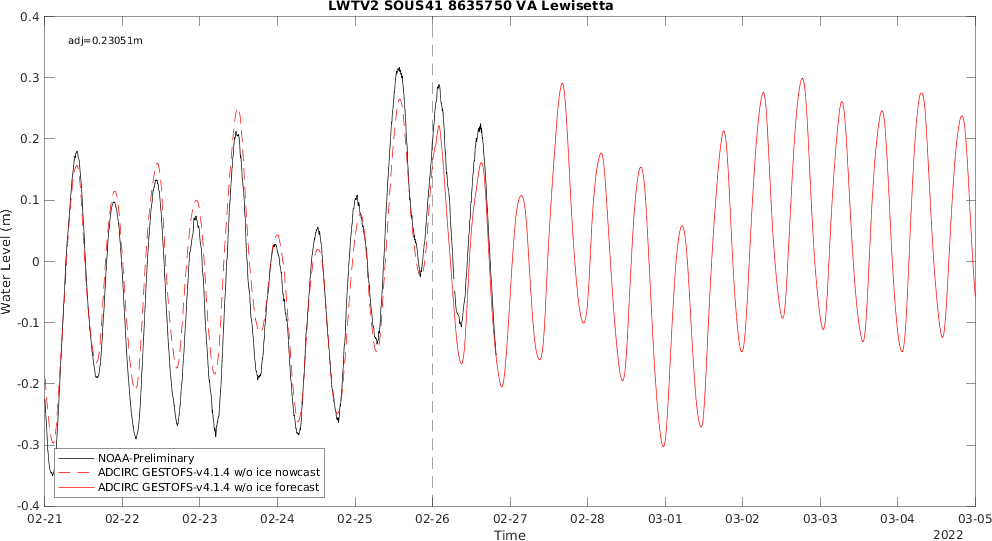 LWTV2 SOUS41 8635750 VA Lewisetta
adj=0.23051m
0.4
0.3
0.2
0.1
0
-0.1
-0.2
-0.3
-0.4
Water Level (m)
NOAA-Preliminary
ADCIRC GESTOFS-v4.1.4 w/o ice nowcast
ADCIRC GESTOFS-v4.1.4 w/o ice forecast
02-21 02-22 02-23 02-24 02-25 02-26 02-27 02-28 03-01 03-02 03-03 03-04 03-05
Time
2022